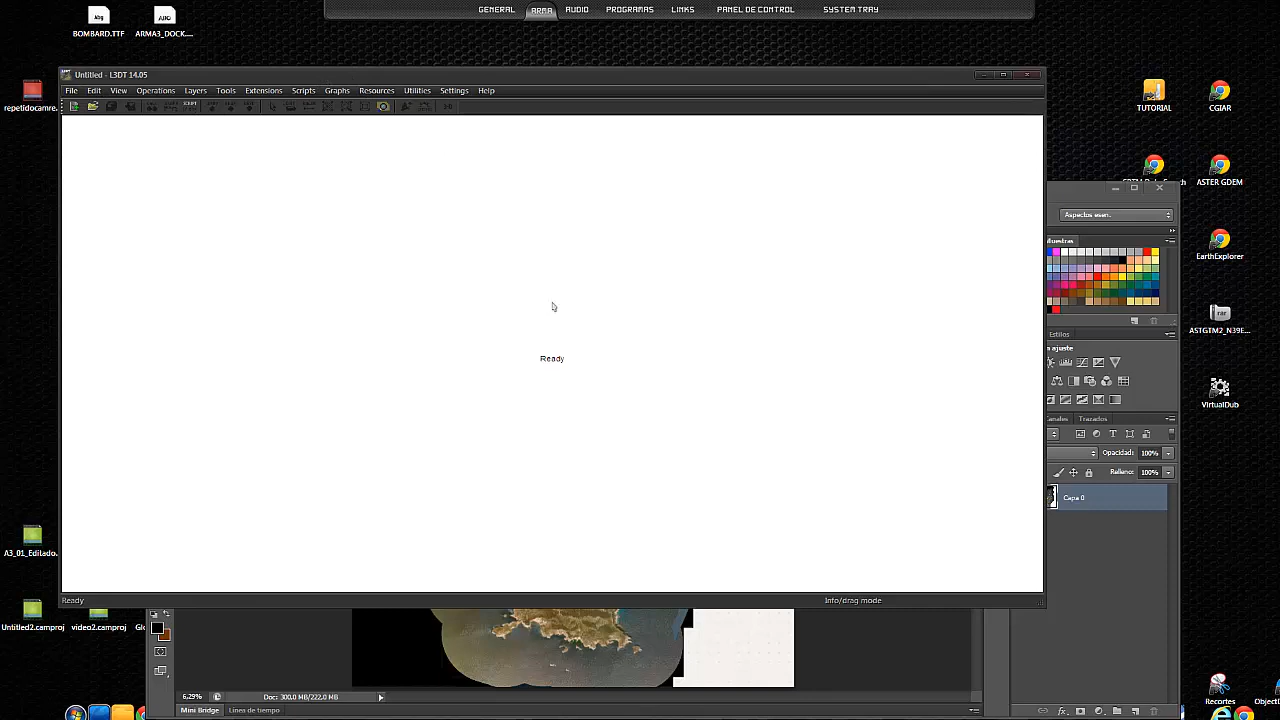 GENERAL ARMA AUDIO PROGRAMAS LINKS PANEL DE CONTROL SYSTEM TRAY
BOMBARD.TTF
ARMA3_DOCK....
Untitled - L3DT 14.05
File Edit View Operations Layers Tools Extensions Scripts Graphs Resources Utilities Settings Help
repelidocamre.
TUTORIAL
CGIAR
ASTER GDEM
Aspectos esen.
Muestras
EarthExplorer
rar
ASTGTM2_N39E...
Estilos
n ajuste
Ready
VirtualDub
anales
Trazados
Opacidad: 100%
Relleno: 100%
Capa 0
A3_01_Editado.
Ready
Info/drag mode
Untitled2.camproj
video2.camproj
6,29%
Doc: 300,0 MB/222,0 MB
Mini Bridge
Línea de tiempo
Recortes